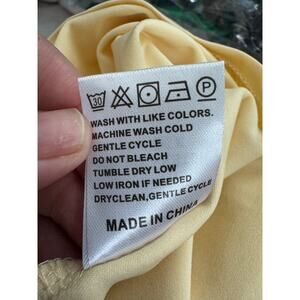 30 P
WASH WITH LIKE COLORS.
MACHINE WASH COLD
GENTLE CYCLE
DO NOT BLEACH
TUMBLE DRY LOW
LOW IRON IF NEEDED
DRYCLEAN,GENTLE CYCLE
MADE IN CHINA